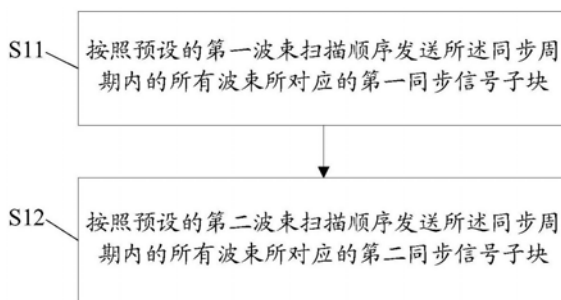 S11
按照预设的第一波束扫描顺序发送所述同步周
期内的所有波束所对应的第一同步信号子块
S12
按照预设的第二波束扫描顺序发送所述同步周
期内的所有波束所对应的第二同步信号子块